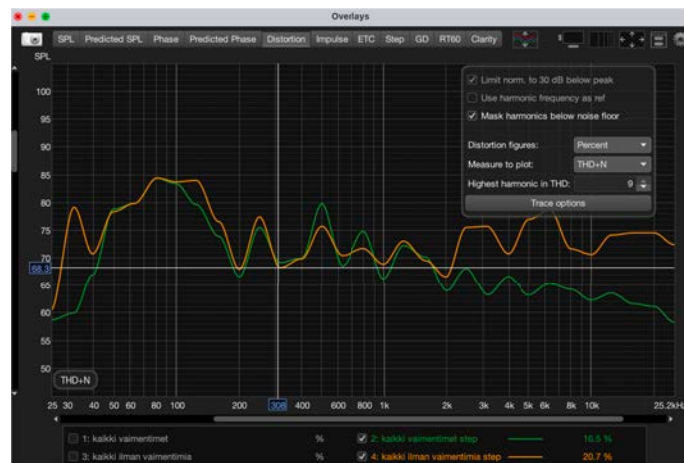 Overlays
SPL Predicted SPL Phase Predicted Phase Distortion Impulse ETC Step GD RT60 Clarity
SPL
Limit norm. to 30 dB below peak
Use harmonic frequency as ref
Mask harmonics below noise floor
Distortion figures: Percent
Measure to plot: THD+N
Highest harmonic in THD: 9
Trace options
100
95
90
85
80
75
70
68.3
65
60
55
50
THD+N
25 30 40 50 60 80 100 200 308 400 600 800 1k 2k 3k 4k 5k 6k 8k 10k 25.2kHz
1: kaikki vaimentimet % 2: kaikki vaimentimet step 16.5 %
3: kaikki ilman vaimentimia % 4: kaikki ilman vaimentimia step 20.7 %